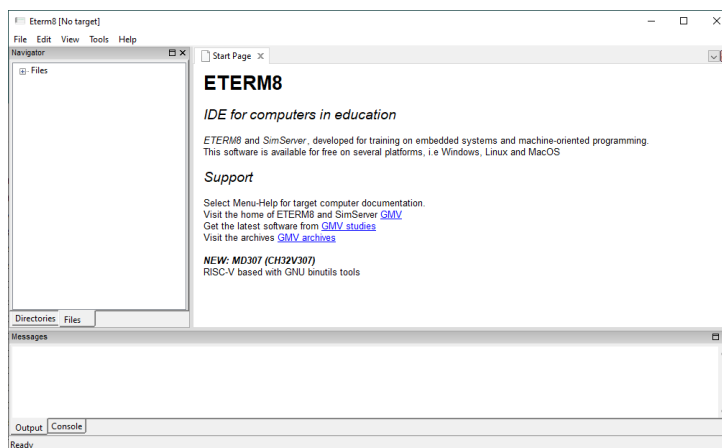 Eterm8 [No target]
File Edit View Tools Help
Navigator
Files
Directories Files
Start Page
ETERM8
IDE for computers in education
ETERM8 and SimServer, developed for training on embedded systems and machine-oriented programming.
This software is available for free on several platforms, i.e Windows, Linux and MacOS
Support
Select Menu-Help for target computer documentation.
Visit the home of ETERM8 and SimServer GMV
Get the latest software from GMV studies
Visit the archives GMV archives
NEW: MD307 (CH32V307)
RISC-V based with GNU binutils tools
Messages
Output Console
Ready